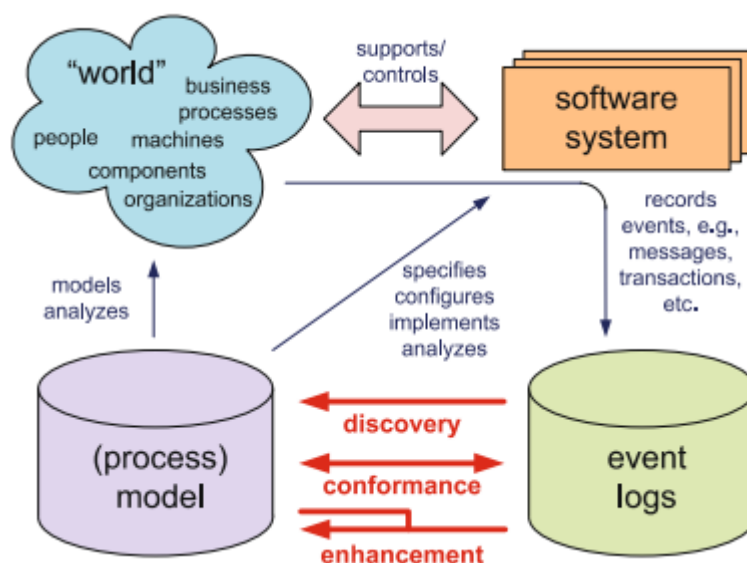 “world”
business
processes
people
machines
components
organizations
supports/
controls
software
system
records
events, e.g.,
messages,
transactions,
etc.
models
analyzes
specifies
configures
implements
analyzes
(process)
model
discovery
conformance
enhancement
event
logs